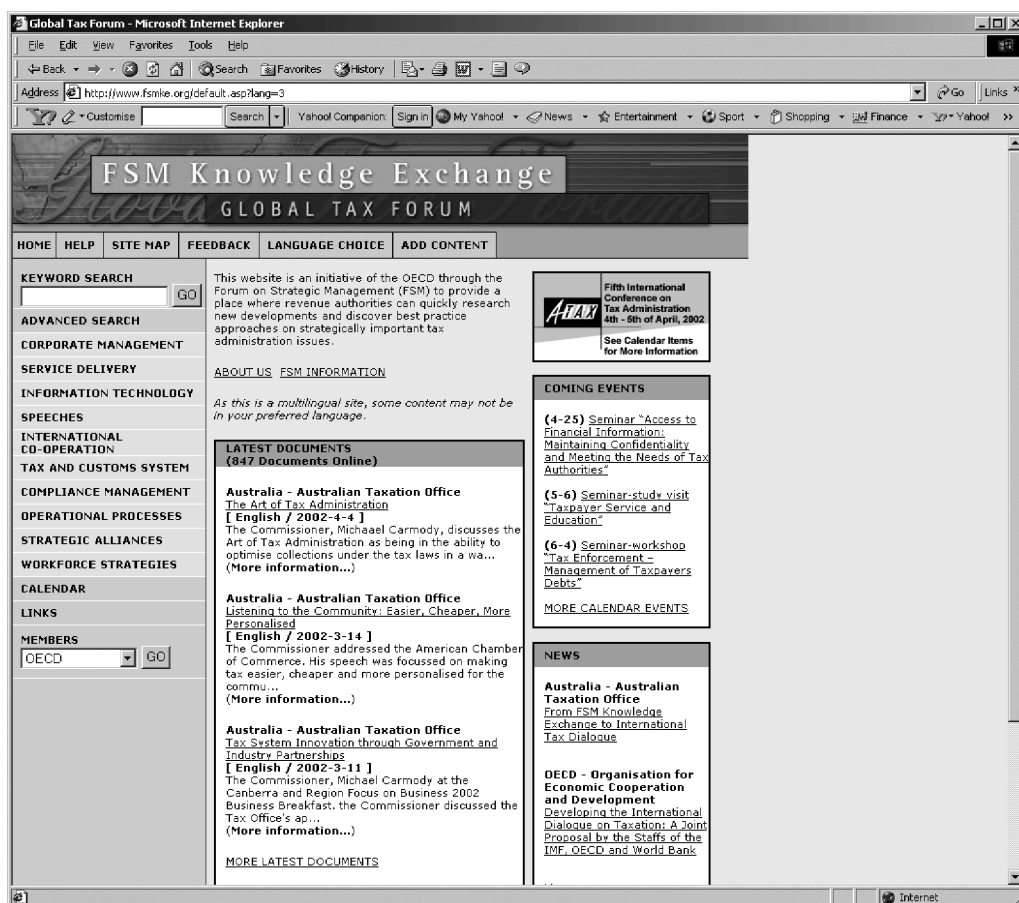 Global Tax Forum - Microsoft Internet Explorer
File Edit View Favorites Tools Help
Back Search Favorites History
Address http://www.fsmke.org/default.asp?lang=3 Go Links »
Customise Search Yahoo! Companion: Sign in My Yahoo! News Entertainment Sport Shopping Finance Yahoo! »
FSM Knowledge Exchange
GLOBAL TAX FORUM
HOME HELP SITE MAP FEEDBACK LANGUAGE CHOICE ADD CONTENT
KEYWORD SEARCH
GO
ADVANCED SEARCH
CORPORATE MANAGEMENT
SERVICE DELIVERY
INFORMATION TECHNOLOGY
SPEECHES
INTERNATIONAL
CO-OPERATION
TAX AND CUSTOMS SYSTEM
COMPLIANCE MANAGEMENT
OPERATIONAL PROCESSES
STRATEGIC ALLIANCES
WORKFORCE STRATEGIES
CALENDAR
LINKS
MEMBERS
OECD GO
This website is an initiative of the OECD through the
Forum on Strategic Management (FSM) to provide a
place where revenue authorities can quickly research
new developments and discover best practice
approaches on strategically important tax
administration issues.
ABOUT US FSM INFORMATION
As this is a multilingual site, some content may not be
in your preferred language.
LATEST DOCUMENTS
(847 Documents Online)
Australia - Australian Taxation Office
The Art of Tax Administration
[ English / 2002-4-4 ]
The Commissioner, Michaael Carmody, discusses the
Art of Tax Administration as being in the ability to
optimise collections under the tax laws in a wa...
(More information...)
Australia - Australian Taxation Office
Listening to the Community: Easier, Cheaper, More
Personalised
[ English / 2002-3-14 ]
The Commissioner addressed the American Chamber
of Commerce. His speech was focussed on making
tax easier, cheaper and more personalised for the
commu...
(More information...)
Australia - Australian Taxation Office
Tax System Innovation through Government and
Industry Partnerships
[ English / 2002-3-11 ]
The Commissioner, Michael Carmody at the
Canberra and Region Focus on Business 2002
Business Breakfast. the Commissioner discussed the
Tax Office's ap...
(More information...)
MORE LATEST DOCUMENTS
ATAX
Fifth International
Conference on
Tax Administration
4th - 5th of April, 2002
See Calendar Items
for More Information
COMING EVENTS
(4-25) Seminar "Access to
Financial Information:
Maintaining Confidentiality
and Meeting the Needs of Tax
Authorities"
(5-6) Seminar-study visit
"Taxpayer Service and
Education"
(6-4) Seminar-workshop
"Tax Enforcement –
Management of Taxpayers
Debts"
MORE CALENDAR EVENTS
NEWS
Australia - Australian
Taxation Office
From FSM Knowledge
Exchange to International
Tax Dialogue
OECD - Organisation for
Economic Cooperation
and Development
Developing the International
Dialogue on Taxation: A Joint
Proposal by the Staffs of the
IMF, OECD and World Bank
Internet